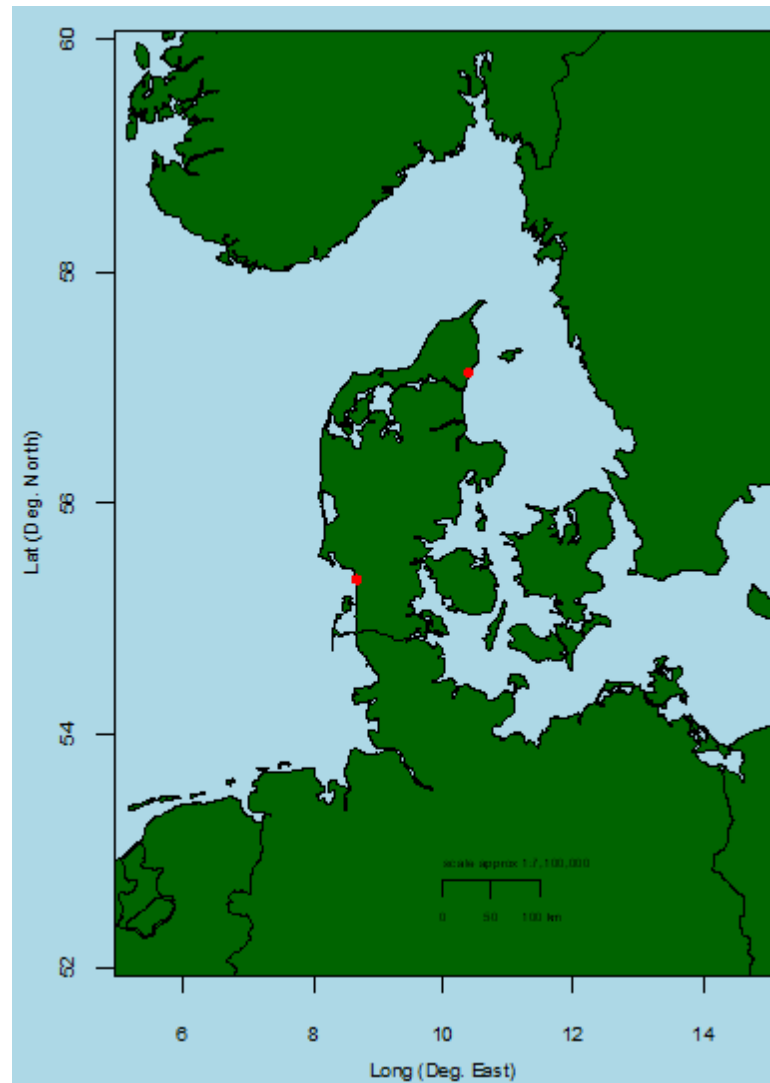 60
58
56
54
52
Lat (Deg. North)
scale approx 1:7,100,000
0 50 100 km
6 8 10 12 14
Long (Deg. East)